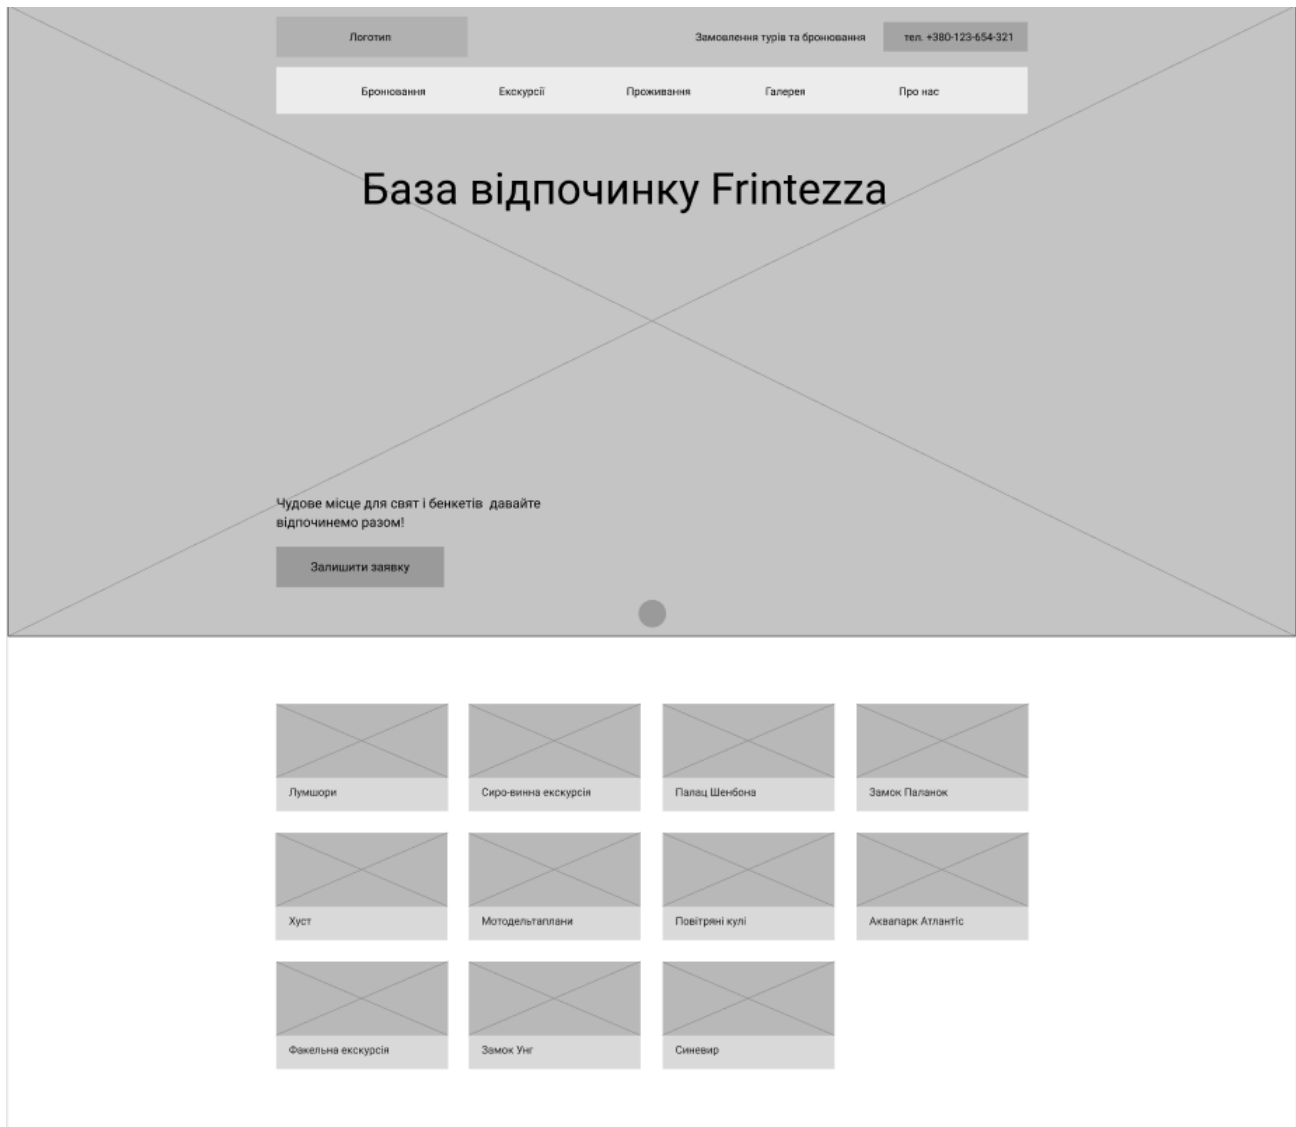 Логотип
Замовлення турів та бронювання
тел. +380-123-654-321
Бронювання
Екскурсії
Проживання
Галерея
Про нас
База відпочинку Frintezza
Чудове місце для свят і бенкетів давайте
відпочинемо разом!
Залишити заявку
Лумшори
Сиро-винна екскурсія
Палац Шенбона
Замок Паланок
Хуст
Мотодельтаплани
Повітряні кулі
Аквапарк Атлантіс
Факельна екскурсія
Замок Унг
Синевир